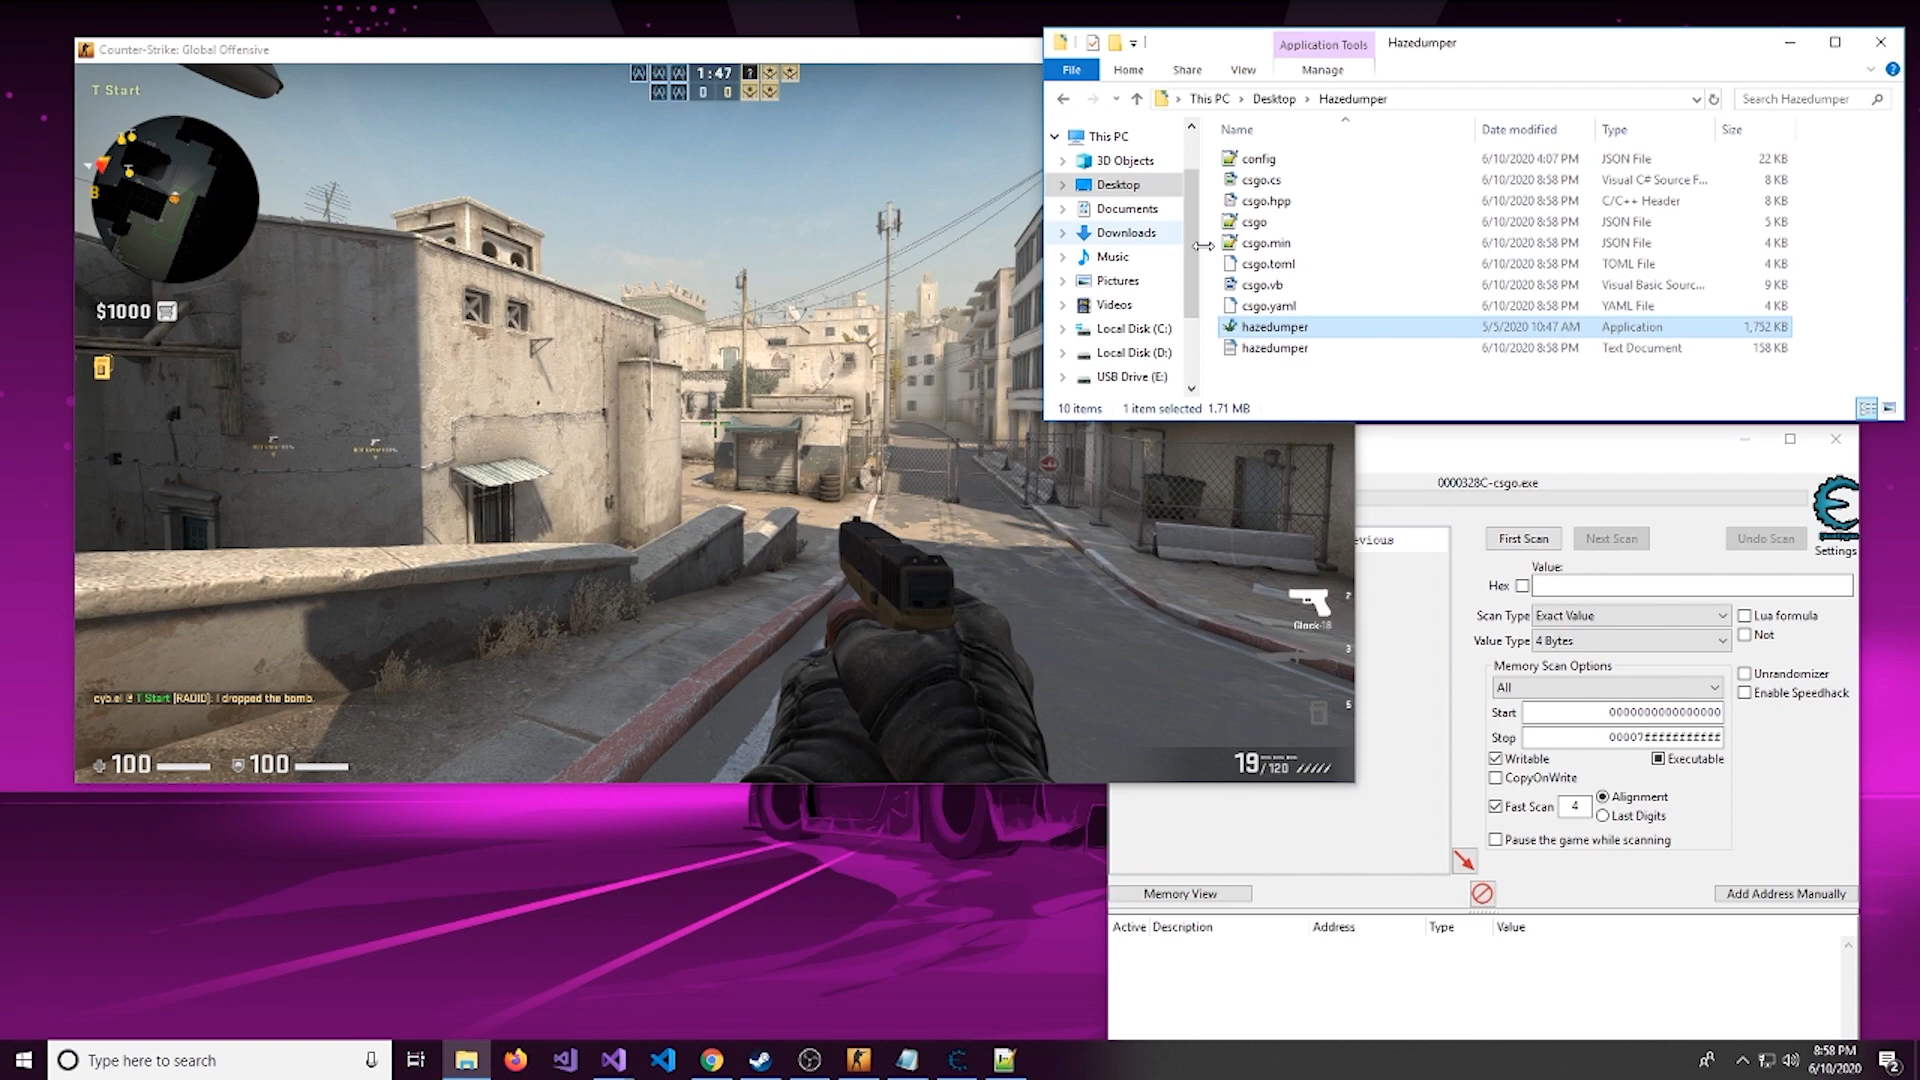 Counter-Strike: Global Offensive
T Start
1:47
?
0 0
B
$1000
cyb.el @ T Start [RADIO]: I dropped the bomb.
100
100
2
Glock-18
3
5
19/120
Application Tools
Hazedumper
File
Home
Share
View
Manage
This PC
Desktop
Hazedumper
Search Hazedumper
This PC
3D Objects
Desktop
Documents
Downloads
Music
Pictures
Videos
Local Disk (C:)
Local Disk (D:)
USB Drive (E:)
Name Date modified Type Size
config 6/10/2020 4:07 PM JSON File 22 KB
csgo.cs 6/10/2020 8:58 PM Visual C# Source F... 8 KB
csgo.hpp 6/10/2020 8:58 PM C/C++ Header 8 KB
csgo 6/10/2020 8:58 PM JSON File 5 KB
csgo.min 6/10/2020 8:58 PM JSON File 4 KB
csgo.toml 6/10/2020 8:58 PM TOML File 4 KB
csgo.vb 6/10/2020 8:58 PM Visual Basic Sourc... 9 KB
csgo.yaml 6/10/2020 8:58 PM YAML File 4 KB
hazedumper 5/5/2020 10:47 AM Application 1,752 KB
hazedumper 6/10/2020 8:58 PM Text Document 158 KB
10 items 1 item selected 1.71 MB
0000328C-csgo.exe
evious
First Scan
Next Scan
Undo Scan
Settings
Value:
Hex
Scan Type Exact Value
Lua formula
Value Type 4 Bytes
Not
Memory Scan Options
All
Unrandomizer
Enable Speedhack
Start 0000000000000000
Stop 00007fffffffffff
Writable
Executable
CopyOnWrite
Fast Scan 4
Alignment
Last Digits
Pause the game while scanning
Memory View
Add Address Manually
Active Description Address Type Value
Type here to search
8:58 PM
6/10/2020
2